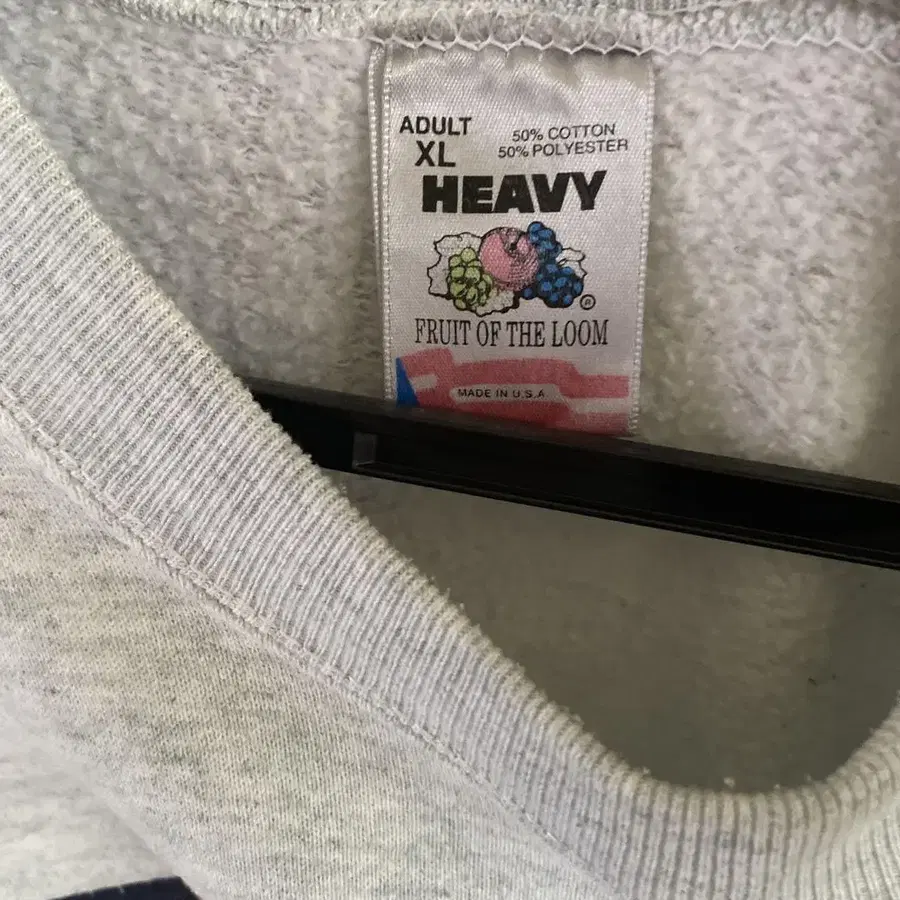 ADULT
XL
50% COTTON
50% POLYESTER
HEAVY
®
FRUIT OF THE LOOM
MADE IN U.S.A